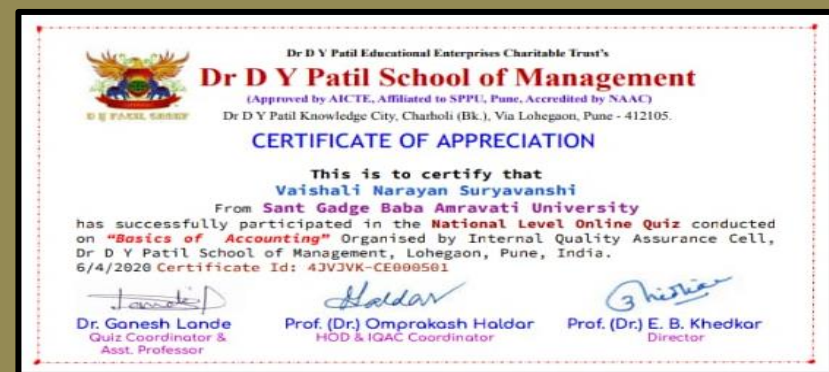 Dr D Y Patil Educational Enterprises Charitable Trust's
Dr D Y Patil School of Management
(Approved by AICTE, Affiliated to SPPU, Pune, Accredited by NAAC)
D Y PATIL GROUP
Dr D Y Patil Knowledge City, Charholi (Bk.), Via Lohegaon, Pune - 412105.
CERTIFICATE OF APPRECIATION
This is to certify that
Vaishali Narayan Suryavanshi
From Sant Gadge Baba Amravati University
has successfully participated in the National Level Online Quiz conducted
on "Basics of Accounting" Organised by Internal Quality Assurance Cell,
Dr D Y Patil School of Management, Lohegaon, Pune, India.
6/4/2020 Certificate Id: 4JVJVK-CE000501
Haldar
Dr. Ganesh Lande
Quiz Coordinator &
Asst. Professor
Prof. (Dr.) Omprakash Haldar
HOD & IQAC Coordinator
Prof. (Dr.) E. B. Khedkar
Director